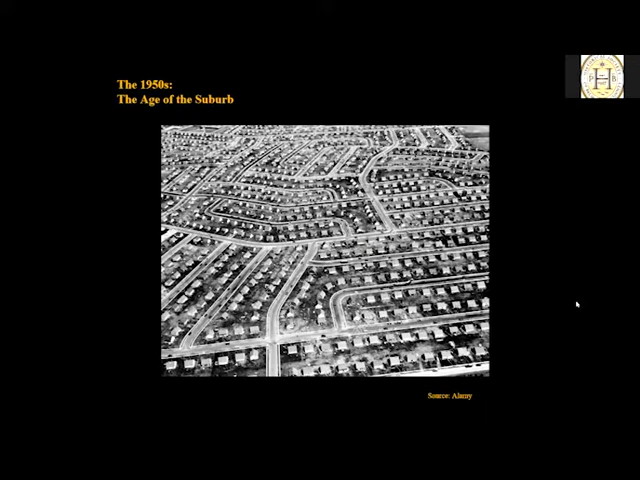 The 1950s:
The Age of the Suburb
H
Source: Alamy